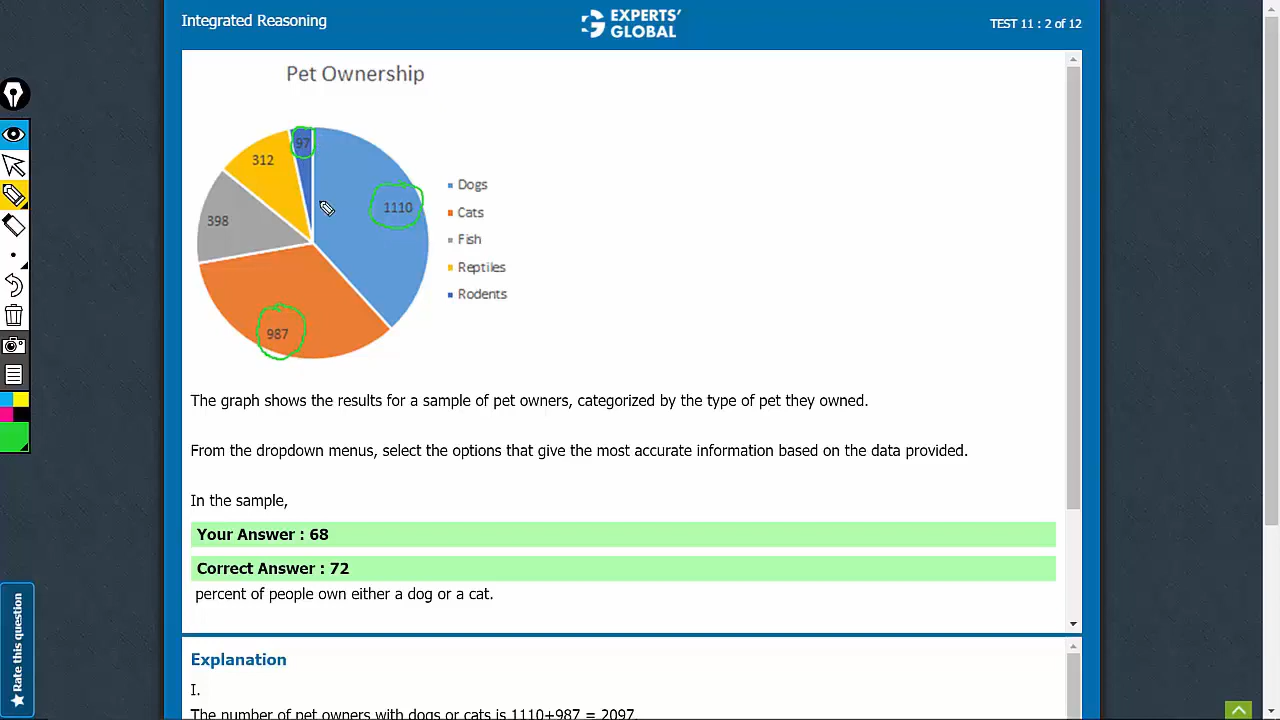 Integrated Reasoning
EXPERTS'
GLOBAL
TEST 11 : 2 of 12
Pet Ownership
97
312
1110
398
987
Dogs
Cats
Fish
Reptiles
Rodents
The graph shows the results for a sample of pet owners, categorized by the type of pet they owned.
From the dropdown menus, select the options that give the most accurate information based on the data provided.
In the sample,
Your Answer : 68
Correct Answer : 72
percent of people own either a dog or a cat.
Rate this question
Explanation
I.
The number of pet owners with dogs or cats is 1110+987 = 2097.